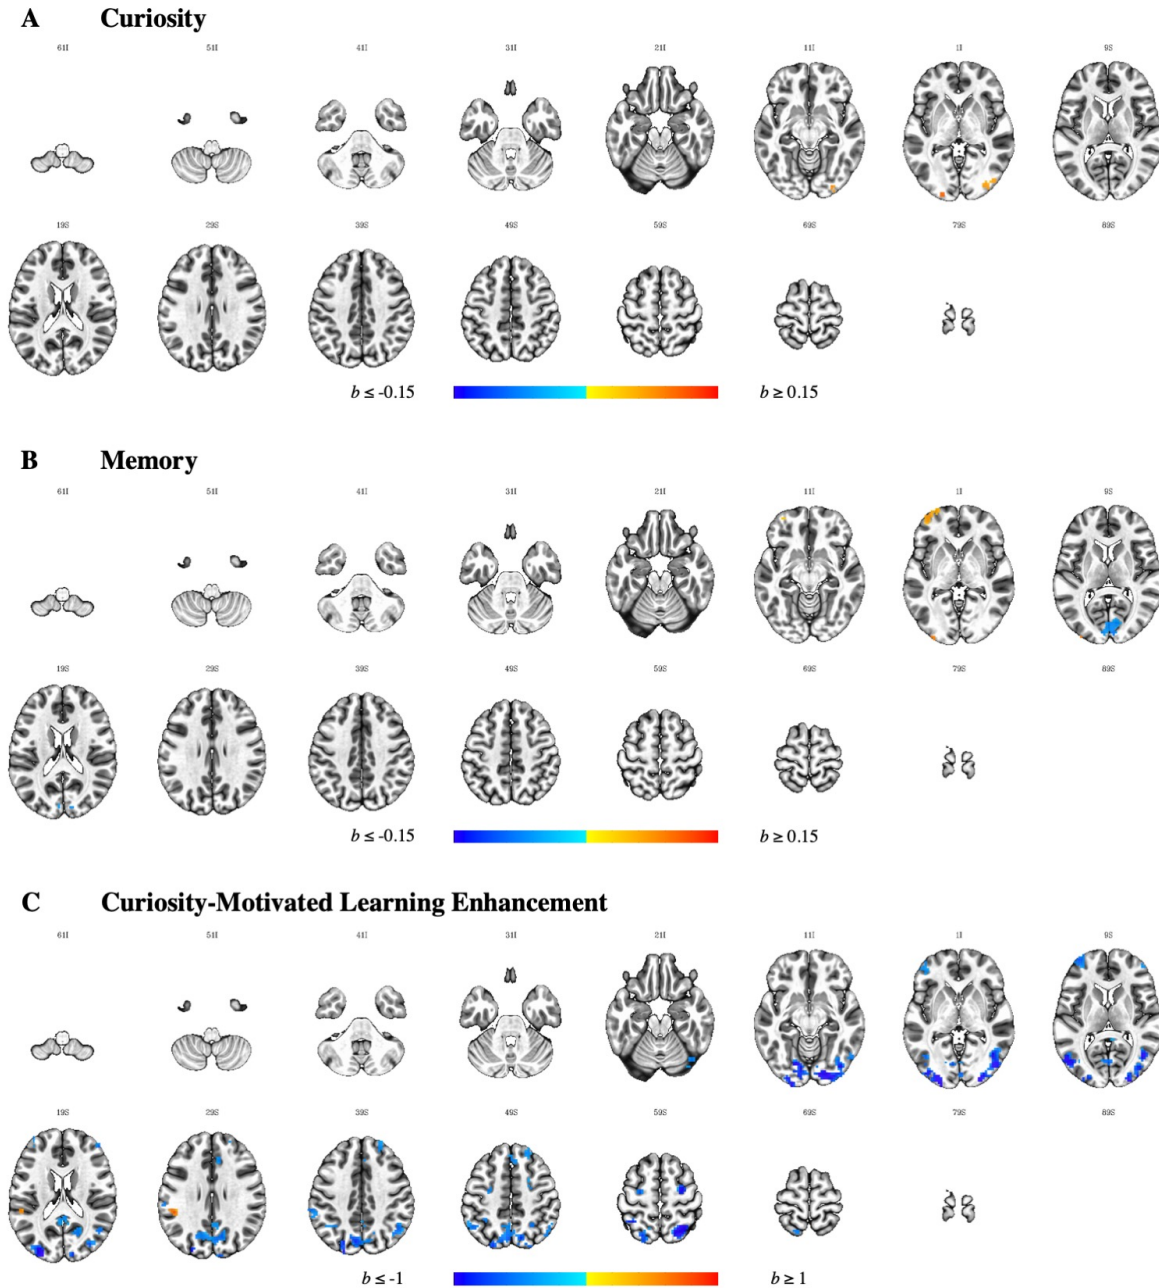 A Curiosity
61I 51I 41I 31I 21I 11I 1I 9S
19S 29S 39S 49S 59S 69S 79S 89S
b ≤ -0.15 b ≥ 0.15
B Memory
61I 51I 41I 31I 21I 11I 1I 9S
19S 29S 39S 49S 59S 69S 79S 89S
b ≤ -0.15 b ≥ 0.15
C Curiosity-Motivated Learning Enhancement
61I 51I 41I 31I 21I 11I 1I 9S
19S 29S 39S 49S 59S 69S 79S 89S
b ≤ -1 b ≥ 1